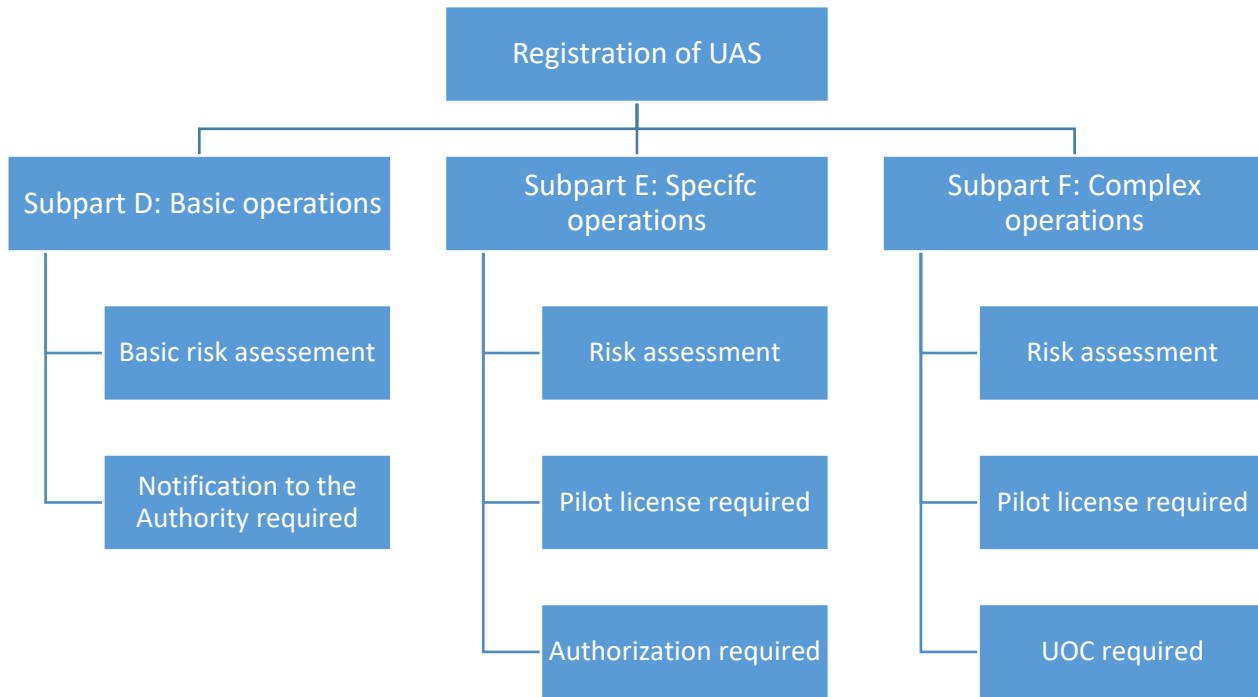 Registration of UAS
Subpart D: Basic operations
Basic risk asessement
Notification to the
Authority required
Subpart E: Specifc
operations
Risk assessment
Pilot license required
Authorization required
Subpart F: Complex
operations
Risk assessment
Pilot license required
UOC required